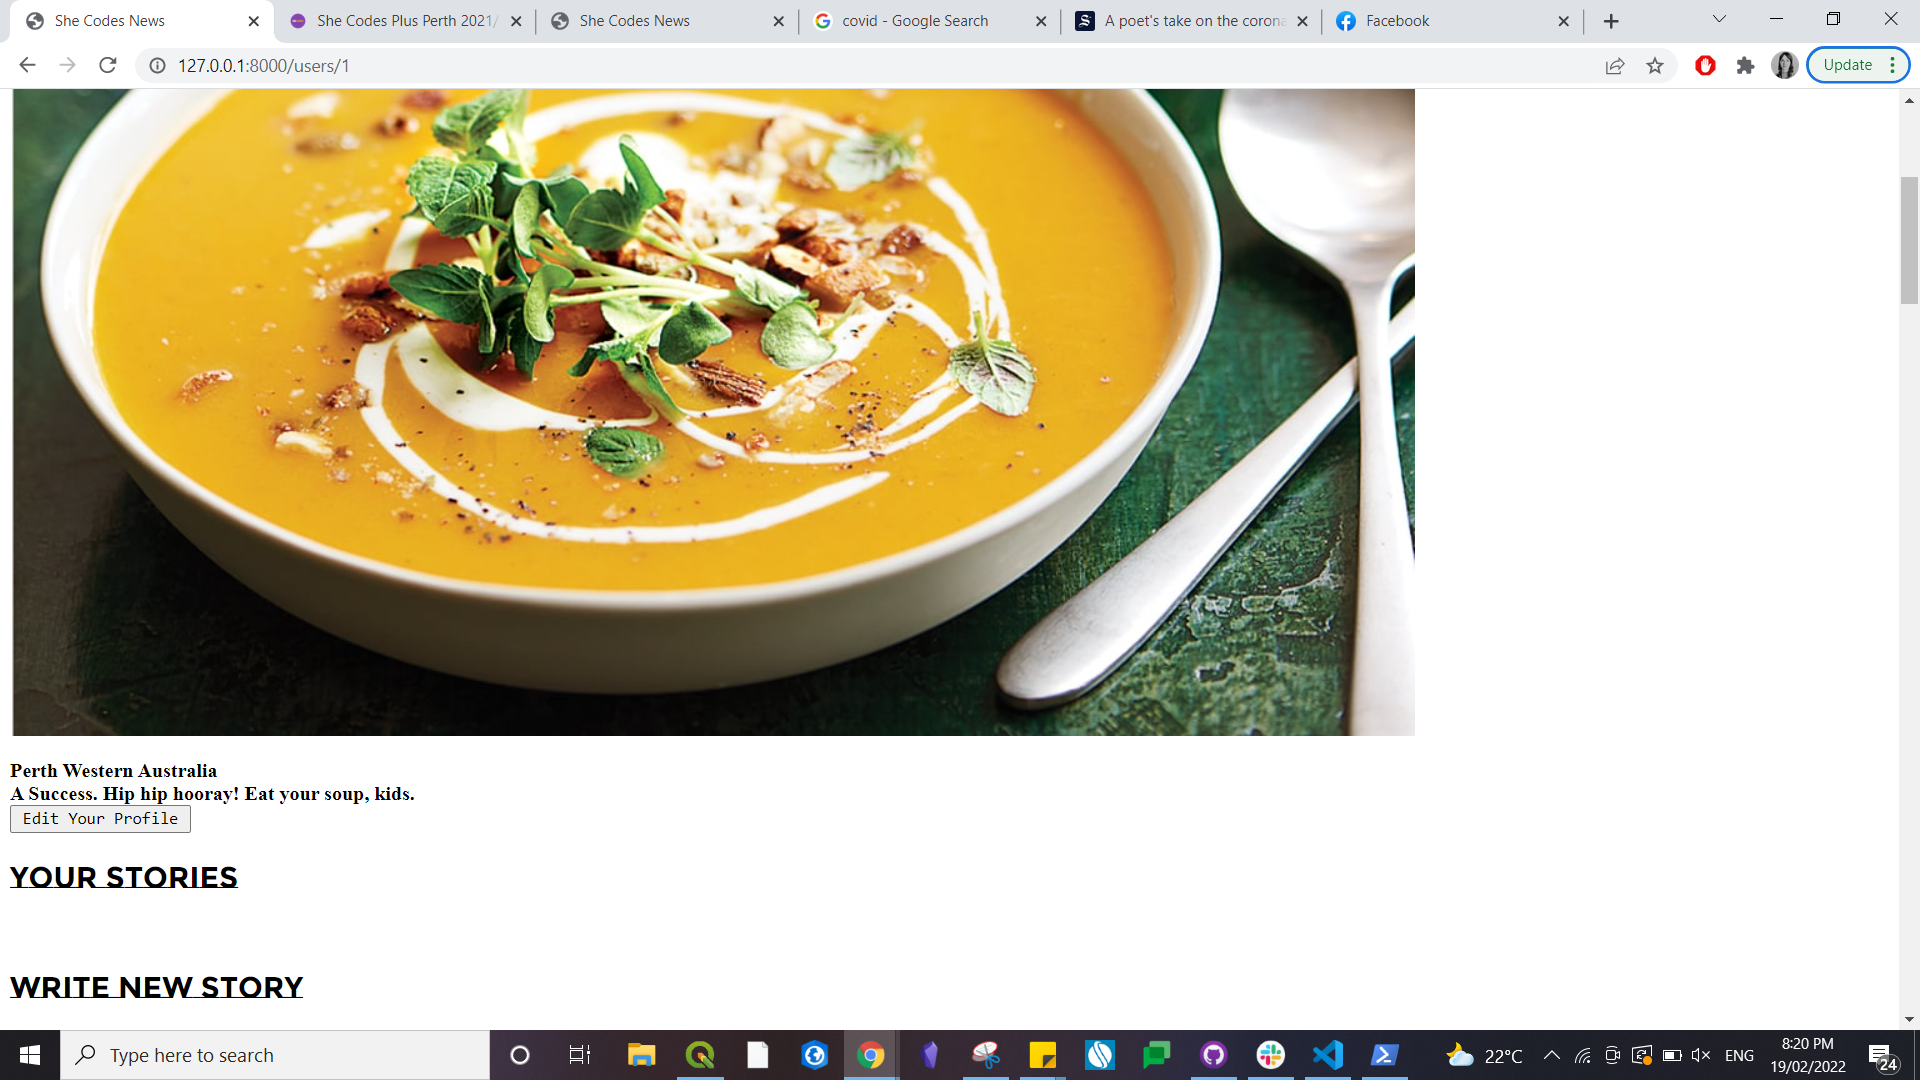 She Codes News
She Codes Plus Perth 2021/
She Codes News
covid - Google Search
A poet's take on the corona
Facebook
127.0.0.1:8000/users/1
Update
Perth Western Australia
A Success. Hip hip hooray! Eat your soup, kids.
Edit Your Profile
YOUR STORIES
WRITE NEW STORY
Type here to search
22°C
ENG
8:20 PM
19/02/2022
24